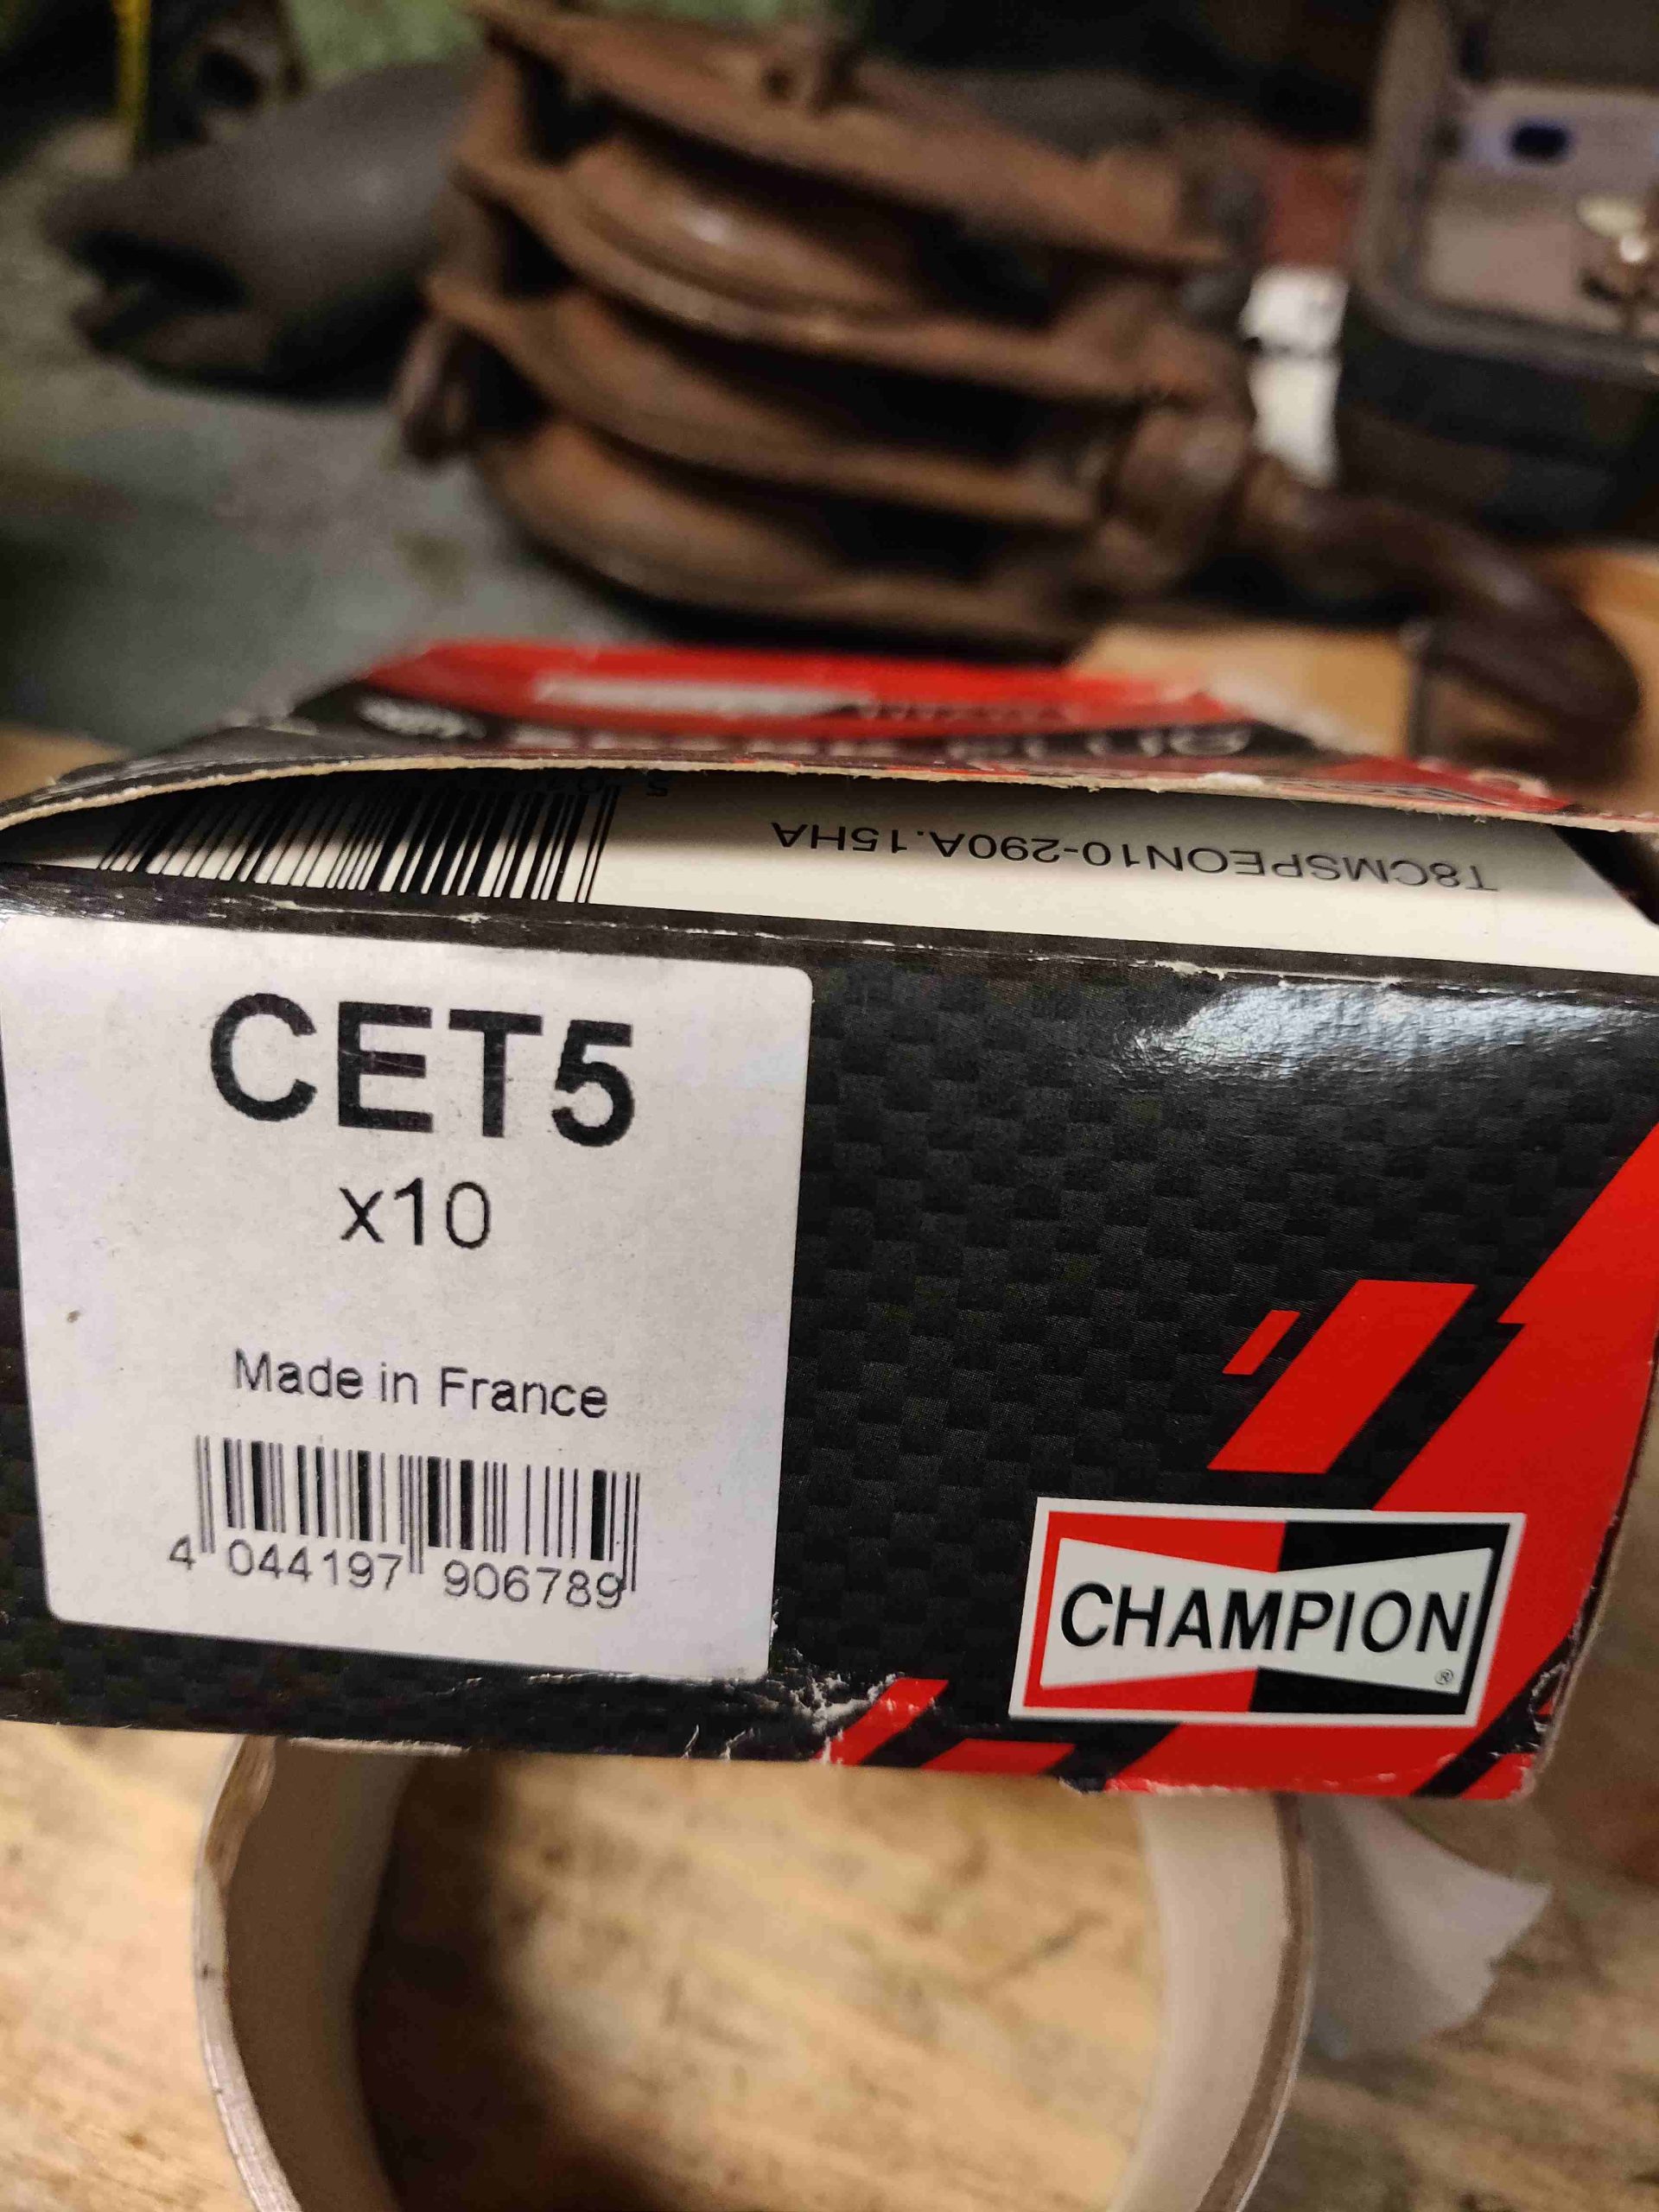 T8CMSPEON10-290A.15HA
CET5
x10
Made in France
4 044197 906789
CHAMPION
®